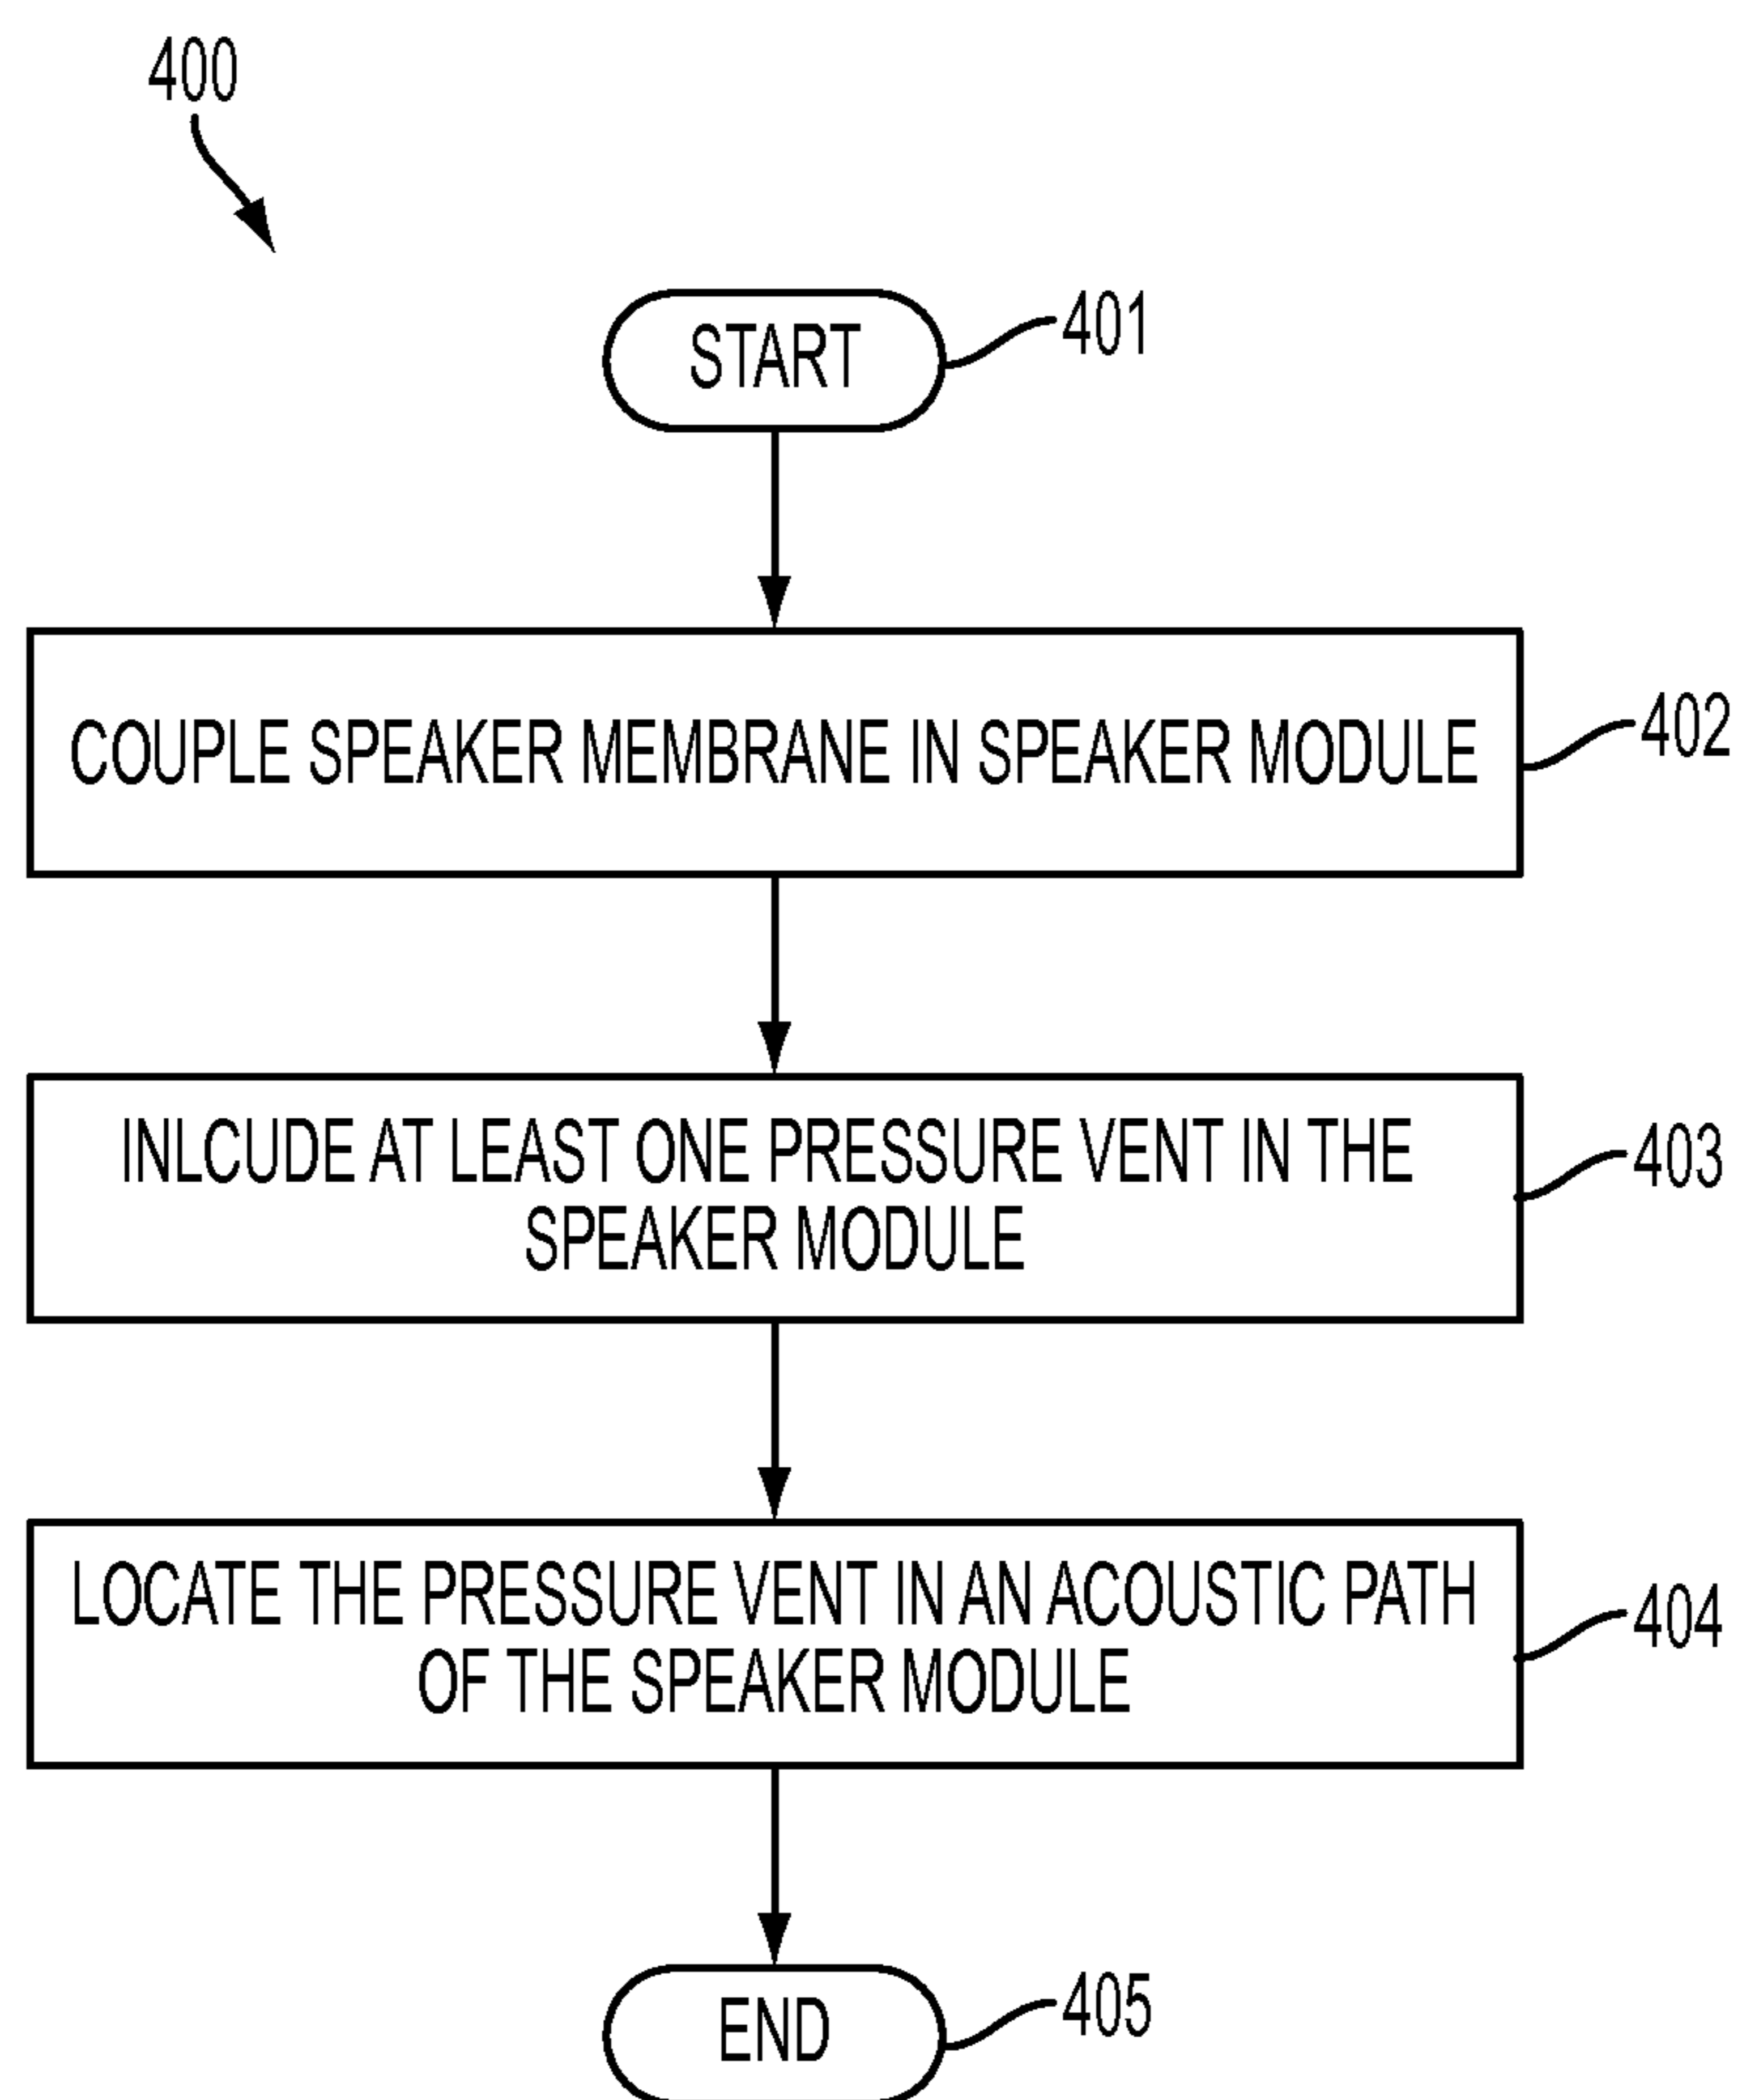 400
START
401
COUPLE SPEAKER MEMBRANE IN SPEAKER MODULE
402
INLCUDE AT LEAST ONE PRESSURE VENT IN THE
SPEAKER MODULE
403
LOCATE THE PRESSURE VENT IN AN ACOUSTIC PATH
OF THE SPEAKER MODULE
404
END
405